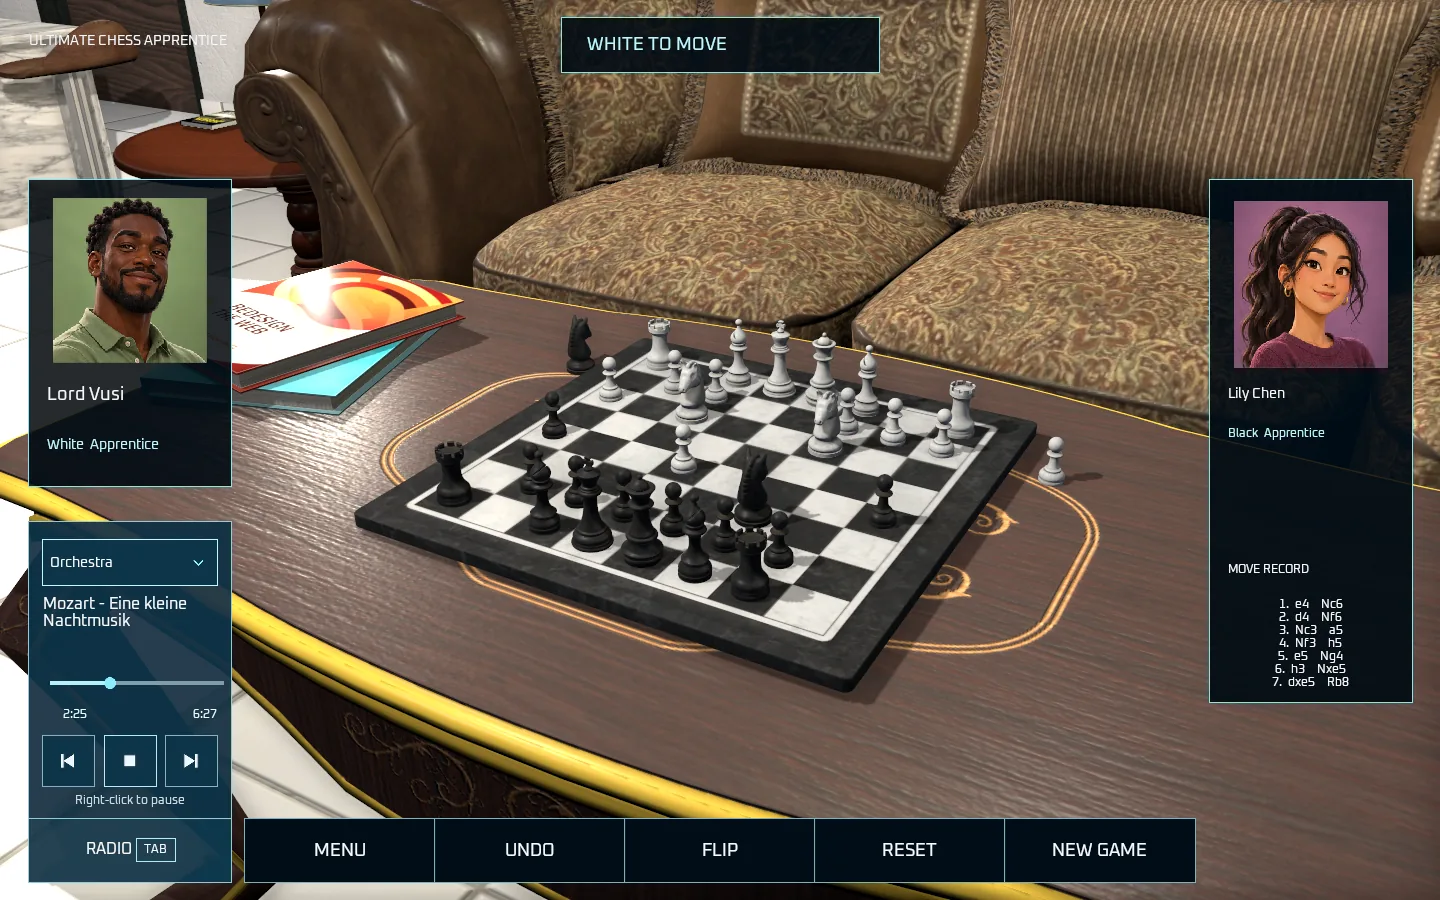 ULTIMATE CHESS APPRENTICE
WHITE TO MOVE
REDESIGN
THE WEB
Lord Vusi
White Apprentice
Lily Chen
Black Apprentice
MOVE RECORD
1. e4 Nc6
2. d4 Nf6
3. Nc3 a5
4. Nf3 h5
5. e5 Ng4
6. h3 Nxe5
7. dxe5 Rb8
Orchestra
Mozart - Eine kleine
Nachtmusik
2:25 6:27
Right-click to pause
RADIO TAB
MENU UNDO FLIP RESET NEW GAME